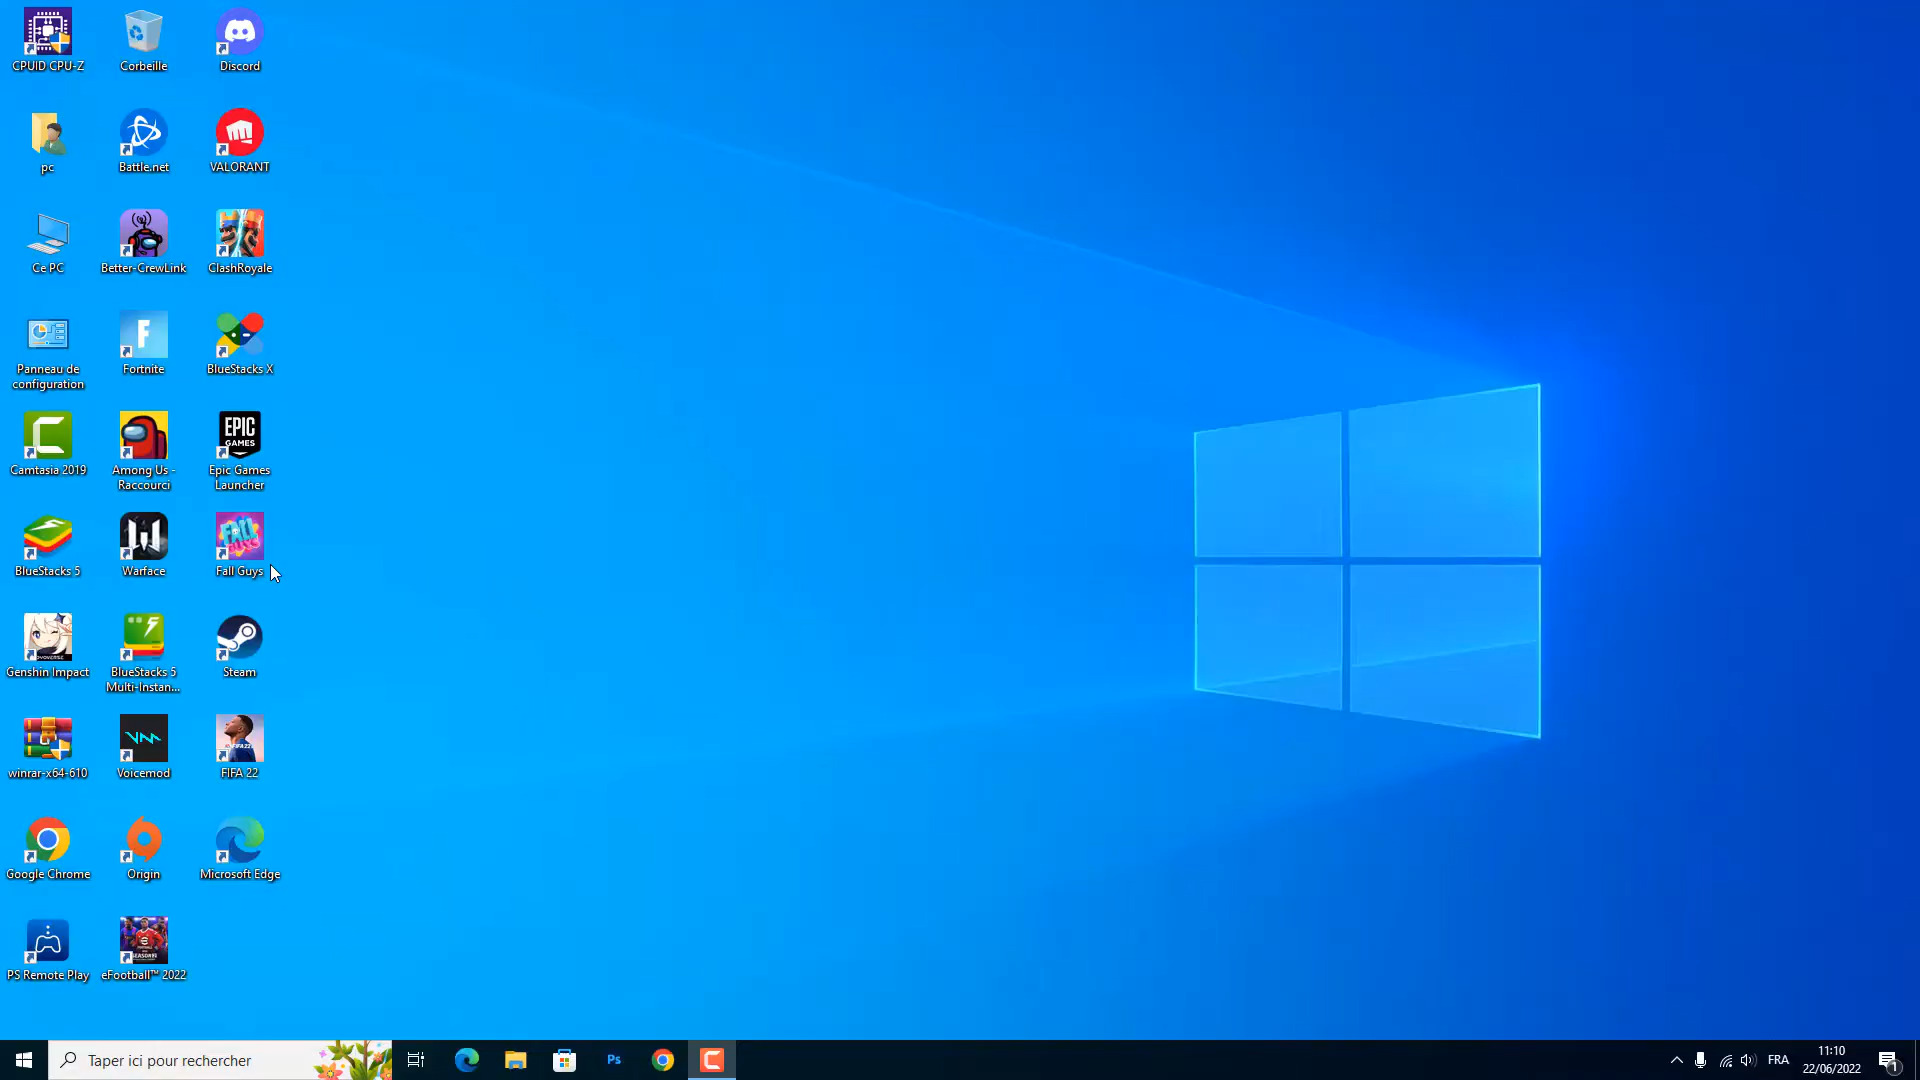 CPUID CPU-Z
Corbeille
Discord
pc
Battle.net
VALORANT
Ce PC
Better-CrewLink
ClashRoyale
Panneau de
configuration
Fortnite
BlueStacks X
Camtasia 2019
Among Us -
Raccourci
EPIC
GAMES
Epic Games
Launcher
BlueStacks 5
Warface
FALL
GUYS
Fall Guys
Genshin Impact
BlueStacks 5
Multi-Instan...
Steam
winrar-x64-610
Voicemod
FIFA 22
Google Chrome
Origin
Microsoft Edge
PS Remote Play
eFootball™ 2022
Taper ici pour rechercher
Ps
FRA
11:10
22/06/2022
1